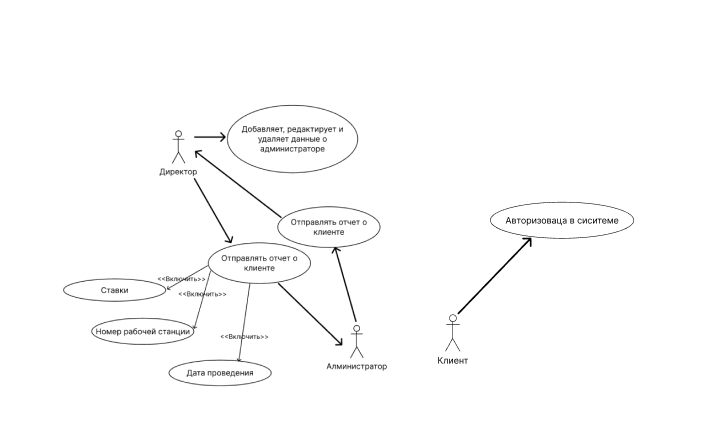 Добавляет, редактирует и
удаляет данные о
администраторе
Директор
Отправлять отчет о
клиенте
Авторизоваца в сиситеме
Отправлять отчет о
клиенте
<<Включить>>
Ставки
<<Включить>>
Номер рабочей станции
<<Включить>>
Клиент
Алминистратор
Дата проведения